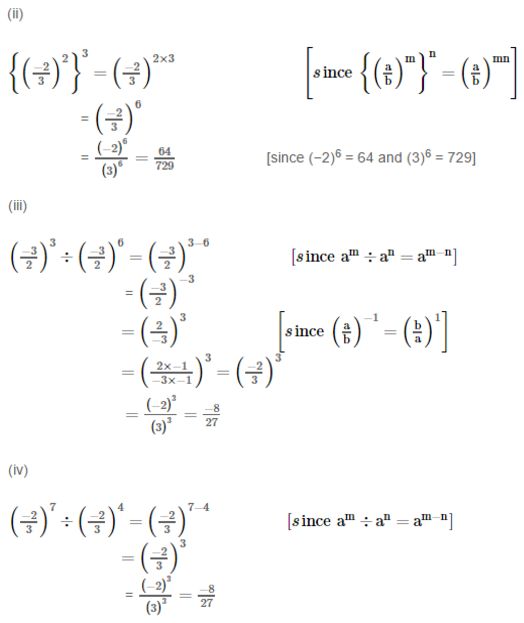 (ii)
{(-2/3)^2}^3 = (-2/3)^{2×3} [since {(a/b)^m}^n = (a/b)^{mn}]
= (-2/3)^6
= (-2)^6/(3)^6 = 64/729 [since (-2)^6 = 64 and (3)^6 = 729]
(iii)
(-3/2)^3 ÷ (-3/2)^6 = (-3/2)^{3-6} [since a^m ÷ a^n = a^{m-n}]
= (-3/2)^{-3}
= (2/-3)^3 [since (a/b)^{-1} = (b/a)^1]
= (2×-1/-3×-1)^3 = (-2/3)^3
= (-2)^3/(3)^3 = -8/27
(iv)
(-2/3)^7 ÷ (-2/3)^4 = (-2/3)^{7-4} [since a^m ÷ a^n = a^{m-n}]
= (-2/3)^3
= (-2)^3/(3)^3 = -8/27